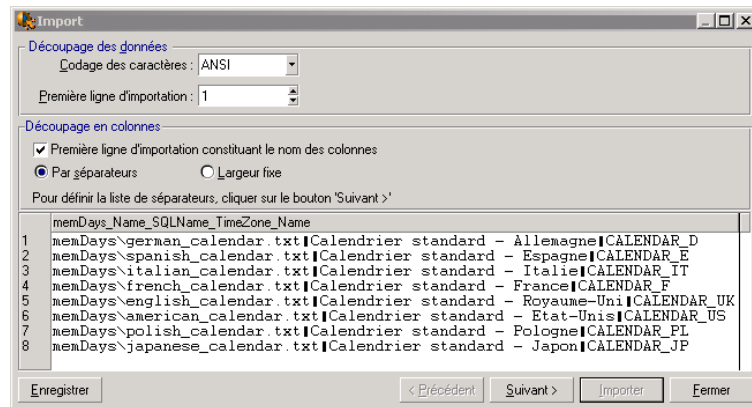 Import
Découpage des données
Codage des caractères : ANSI
Première ligne d'importation : 1
Découpage en colonnes
Première ligne d'importation constituant le nom des colonnes
Par séparateurs Largeur fixe
Pour définir la liste de séparateurs, cliquer sur le bouton 'Suivant >'
memDays_Name_SQLName_TimeZone_Name
1 memDays\german_calendar.txt|Calendrier standard - Allemagne|CALENDAR_D
2 memDays\spanish_calendar.txt|Calendrier standard - Espagne|CALENDAR_E
3 memDays\italian_calendar.txt|Calendrier standard - Italie|CALENDAR_IT
4 memDays\french_calendar.txt|Calendrier standard - France|CALENDAR_F
5 memDays\english_calendar.txt|Calendrier standard - Royaume-Uni|CALENDAR_UK
6 memDays\american_calendar.txt|Calendrier standard - Etat-Unis|CALENDAR_US
7 memDays\polish_calendar.txt|Calendrier standard - Pologne|CALENDAR_PL
8 memDays\japanese_calendar.txt|Calendrier standard - Japon|CALENDAR_JP
Enregistrer < Précédent Suivant > Importer Fermer